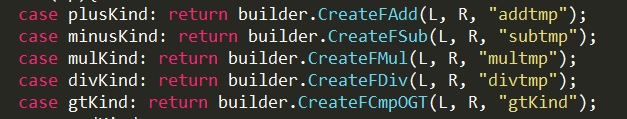 case plusKind: return builder.CreateFAdd(L, R, "addtmp");
case minusKind: return builder.CreateFSub(L, R, "subtmp");
case mulKind: return builder.CreateFMul(L, R, "multmp");
case divKind: return builder.CreateFDiv(L, R, "divtmp");
case gtKind: return builder.CreateFCmpOGT(L, R, "gtKind");